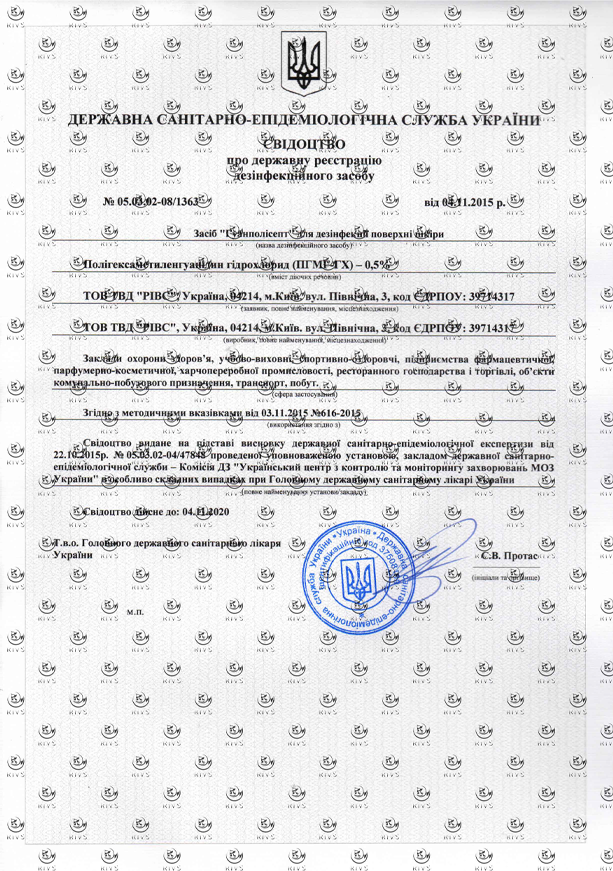 ДЕРЖАВНА САНІТАРНО-ЕПІДЕМІОЛОГІЧНА СЛУЖБА УКРАЇНИ
СВІДОЦТВО
про державну реєстрацію
дезінфекційного засобу
№ 05.03.02-08/1363 від 04.11.2015 р.
Засіб "Гуанполісепт" для дезінфекції поверхні шкіри
(назва дезінфекційного засобу)
Полігексаметиленгуанідин гідрохлорид (ПГМГ-ГХ) – 0,5%
(вміст діючих речовин)
ТОВ ТВД "РІВС", Україна, 04214, м.Київ, вул. Північна, 3, код ЄДРПОУ: 39714317
(заявник, повне найменування, місцезнаходження)
ТОВ ТВД "РІВС", Україна, 04214, м.Київ, вул. Північна, 3, код ЄДРПОУ: 39714317
(виробник, повне найменування, місцезнаходження)
Заклади охорони здоров'я, учбово-виховні, спортивно-оздоровчі, підприємства фармацевтичної,
парфумерно-косметичної, харчопереробної промисловості, ресторанного господарства і торгівлі, об'єкти
комунально-побутового призначення, транспорт, побут.
(сфера застосування)
Згідно з методичними вказівками від 03.11.2015 №616-2015
(використання згідно з)
Свідоцтво видане на підставі висновку державної санітарно-епідеміологічної експертизи від
22.10.2015р. № 05.03.02-04/47848 проведеної уповноваженою установою, закладом державної санітарно-
епідеміологічної служби – Комісія ДЗ "Український центр з контролю та моніторингу захворювань МОЗ
України" в особливо складних випадках при Головному державному санітарному лікарі України
(повне найменування установи/закладу)
Свідоцтво дійсне до: 04.11.2020
Т.в.о. Головного державного санітарного лікаря
України
С.В. Протас
(ініціали та прізвище)
м.п.
Україна * Державна санітарно-епідеміологічна служба України *
Ідентифікаційний код